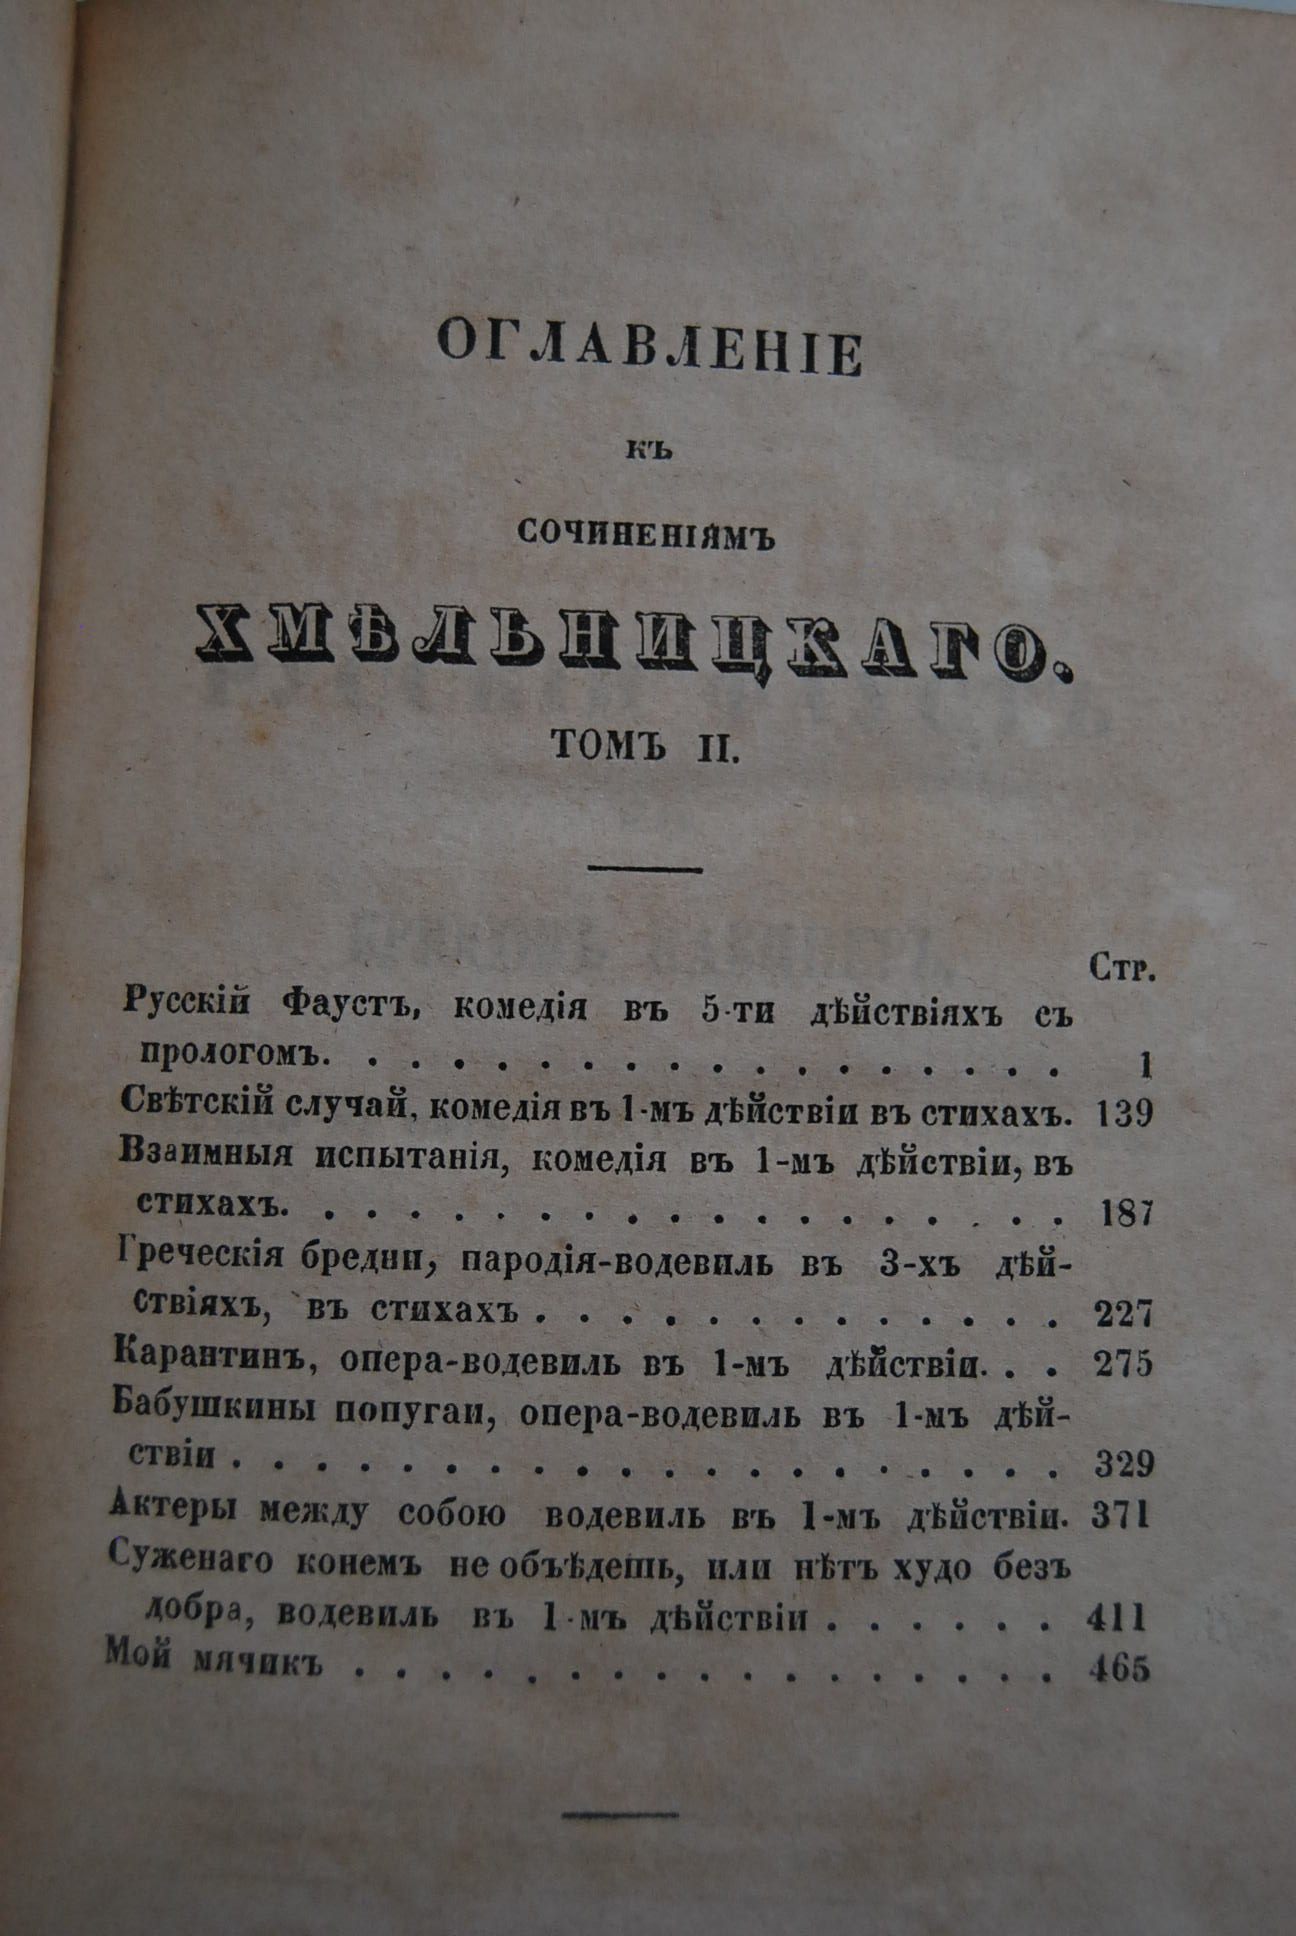 ОГЛАВЛЕНІЕ
къ
СОЧИНЕНІЯМЪ
ХМѢЛЬНИЦКАГО.
ТОМЪ II.
Стр.
Русскій Фаустъ, комедія въ 5-ти дѣйствіяхъ съ
прологомъ. . . . . . . . . . . . . . . . . . 1
Свѣтскій случай, комедія въ 1-мъ дѣйствіи въ стихахъ. 139
Взаимныя испытанія, комедія въ 1-мъ дѣйствіи, въ
стихахъ. . . . . . . . . . . . . . . . . . . 187
Греческія бредни, пародія-водевиль въ 3-хъ дѣй-
ствіяхъ, въ стихахъ . . . . . . . . . . . . . 227
Карантинъ, опера-водевиль въ 1-мъ дѣйствіи. . . 275
Бабушкины попугаи, опера-водевиль въ 1-мъ дѣй-
ствіи . . . . . . . . . . . . . . . . . . . . 329
Актеры между собою водевиль въ 1-мъ дѣйствіи. 371
Суженаго конемъ не объѣдешь, или нѣтъ худо безъ
добра, водевиль въ 1-мъ дѣйствіи . . . . . . 411
Мой мячикъ . . . . . . . . . . . . . . . . . 465